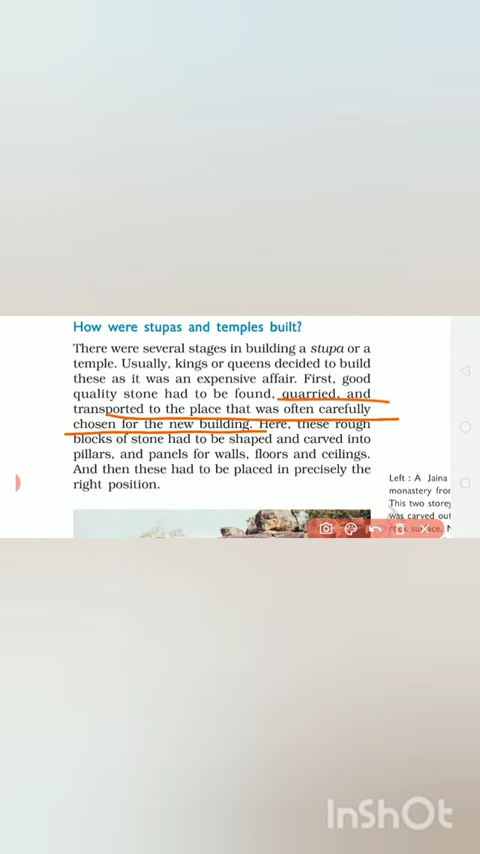 How were stupas and temples built?
There were several stages in building a stupa or a
temple. Usually, kings or queens decided to build
these as it was an expensive affair. First, good
quality stone had to be found, quarried, and
transported to the place that was often carefully
chosen for the new building. Here, these rough
blocks of stone had to be shaped and carved into
pillars, and panels for walls, floors and ceilings.
And then these had to be placed in precisely the
right position.
Left : A Jaina
monastery from
This two storey
was carved out
rock surface.
InShOt